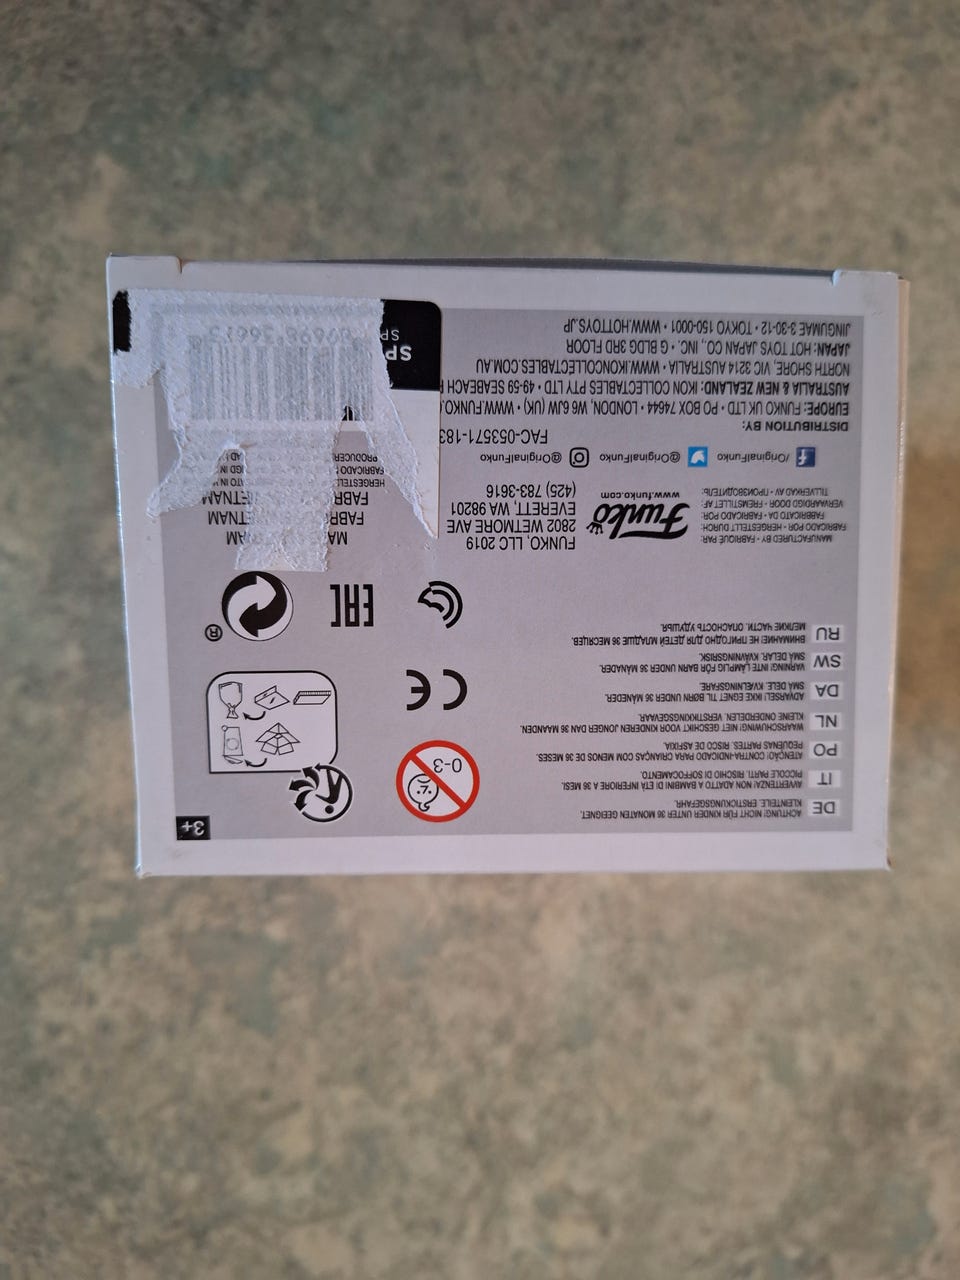 3+
DE
ACHTUNG! NICHT FÜR KINDER UNTER 36 MONATEN GEEIGNET.
KLEINTEILE. ERSTICKUNGSGEFAHR.
IT
AVVERTENZA! NON ADATTO A BAMBINI DI ETÀ INFERIORE A 36 MESI.
PICCOLE PARTI. RISCHIO DI SOFFOCAMENTO.
PO
ATENÇÃO! CONTRA-INDICADO PARA CRIANÇAS COM MENOS DE 36 MESES.
PEQUENAS PARTES. RISCO DE ASFIXIA.
NL
WAARSCHUWING! NIET GESCHIKT VOOR KINDEREN JONGER DAN 36 MAANDEN.
KLEINE ONDERDELEN. VERSTIKKINGSGEVAAR.
DA
ADVARSEL! IKKE EGNET TIL BØRN UNDER 36 MÅNEDER.
SMÅ DELE. KVÆLNINGSFARE.
SW
VARNING! INTE LÄMPLIG FÖR BARN UNDER 36 MÅNADER.
SMÅ DELAR. KVÄVNINGSRISK.
RU
ВНИМАНИЕ! НЕ ПРИГОДНО ДЛЯ ДЕТЕЙ МЛАДШЕ 36 МЕСЯЦЕВ.
МЕЛКИЕ ЧАСТИ. ОПАСНОСТЬ УДУШЬЯ.
0-3
CE
EAC
®
MANUFACTURED BY • FABRIQUÉ PAR:
FABRICADO POR • HERGESTELLT DURCH:
FABBRICATO DA • FABRICADO POR:
VERVAARDIGD DOOR • FREMSTILLET AF:
TILLVERKAD AV • ПРОИЗВОДИТЕЛЬ:
Funko
www.funko.com
FUNKO, LLC 2019
2802 WETMORE AVE
EVERETT, WA 98201
(425) 783-3616
/OriginalFunko @OriginalFunko @OriginalFunko
FAC-053571-183
DISTRIBUTION BY:
EUROPE: FUNKO UK LTD • PO BOX 74644 • LONDON, W6 6JW (UK) • WWW.FUNKO.
AUSTRALIA & NEW ZEALAND: IKON COLLECTABLES PTY LTD • 49-59 SEABEACH
NORTH SHORE, VIC 3214 AUSTRALIA • WWW.IKONCOLLECTABLES.COM.AU
JAPAN: HOT TOYS JAPAN CO., INC. • G BLDG 3RD FLOOR
JINGUMAE 3-30-12 • TOKYO 150-0001 • WWW.HOTTOYS.JP
MA
FABR
FABRI
HERGESTELLT
FABRICADO
PRODUCERE
SP
SP